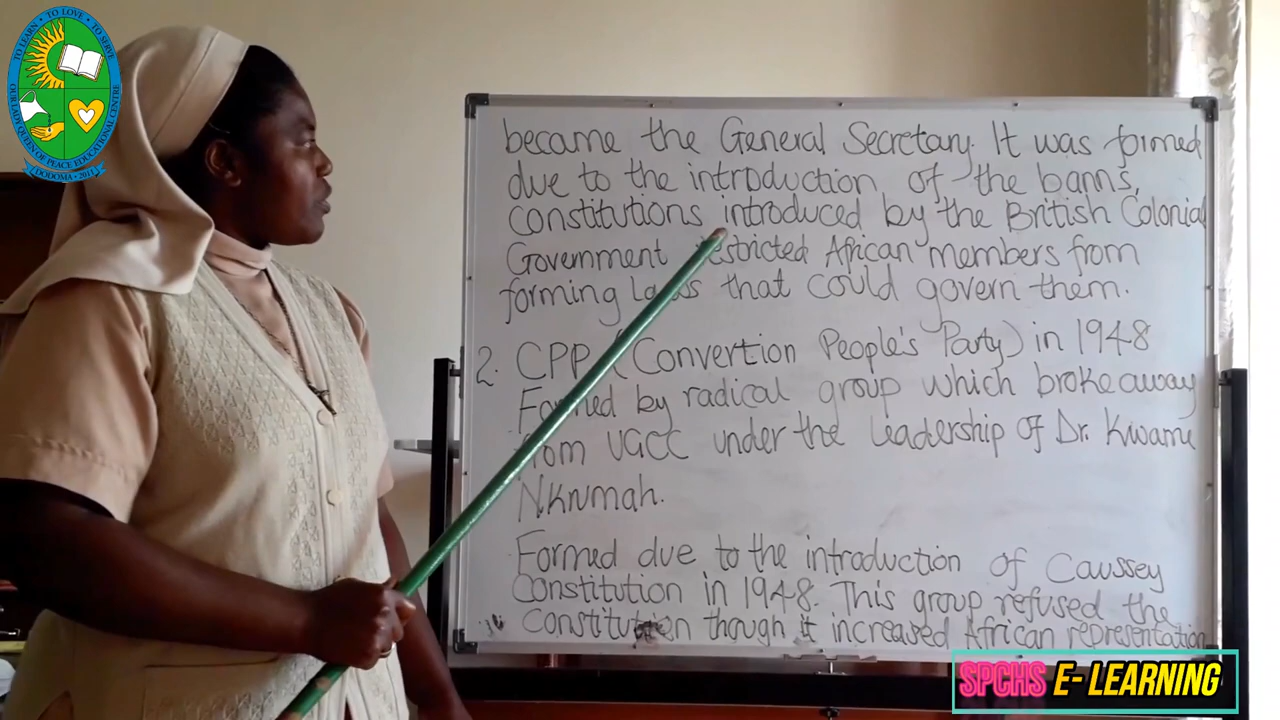 TO LEARN · TO LOVE · TO SERVE
OUR LADY QUEEN OF PEACE EDUCATIONAL CENTRE
DODOMA - 2011
became the General Secretary. It was formed
due to the introduction of the banns,
constitutions introduced by the British Colonial
Government restricted African members from
forming laws that could govern them.
2. CPP (Convertion People's Party) in 1948
Formed by radical group which broke away
from UGCC under the leadership of Dr. Kwame
Nkrumah.
Formed due to the introduction of Caussey
Constitution in 1948. This group refused the
Constitution though it increased African representation
SPCHS E- LEARNING